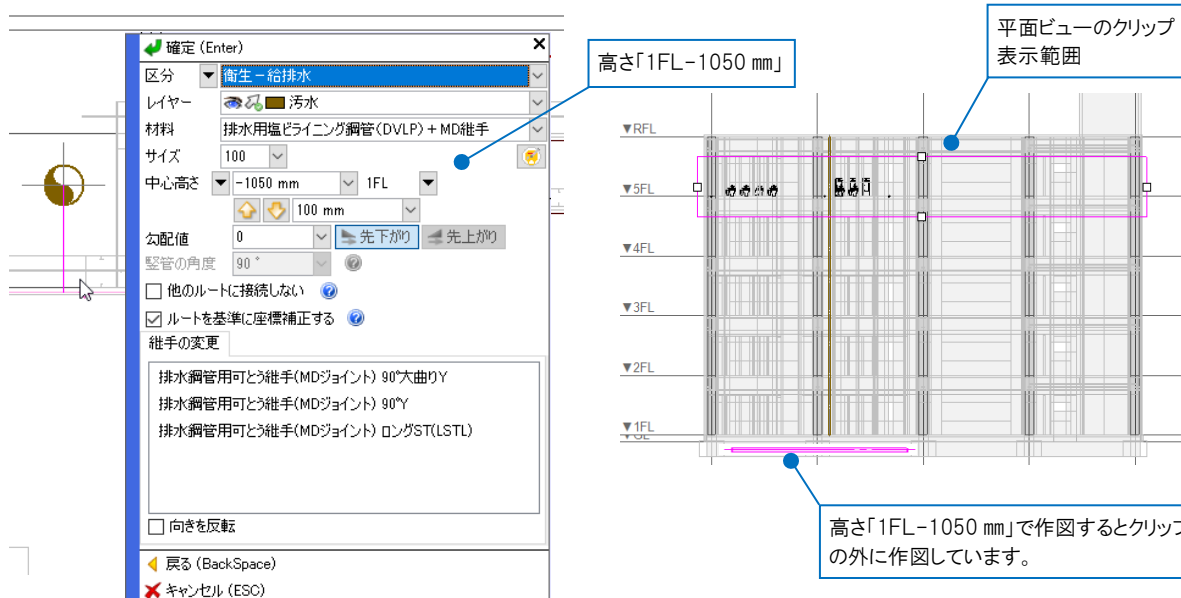 確定 (Enter)
区分 衛生－給排水
レイヤー 汚水
材料 排水用塩ビライニング鋼管(DVLP)＋MD継手
サイズ 100
中心高さ -1050 mm 1FL
100 mm
勾配値 0 先下がり 先上がり
竪管の角度 90 °
他のルートに接続しない
ルートを基準に座標補正する
継手の変更
排水鋼管用可とう継手(MDジョイント) 90°大曲りY
排水鋼管用可とう継手(MDジョイント) 90°Y
排水鋼管用可とう継手(MDジョイント) ロングST(LSTL)
向きを反転
戻る (BackSpace)
キャンセル (ESC)
高さ「1FL－1050 ㎜」
平面ビューのクリップ
表示範囲
▼RFL
▼5FL
▼4FL
▼3FL
▼2FL
▼1FL
高さ「1FL－1050 ㎜」で作図するとクリップ
の外に作図しています。